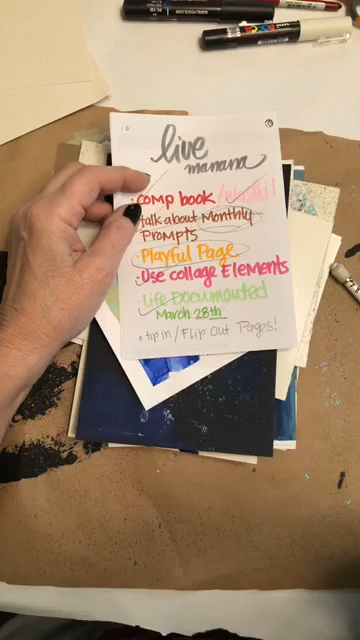 live
manana
comp book /
talk about Monthly
Prompts
Playful Page
Use collage Elements
Life Documented
March 28th
tip in / Flip Out Pages!
POSCA